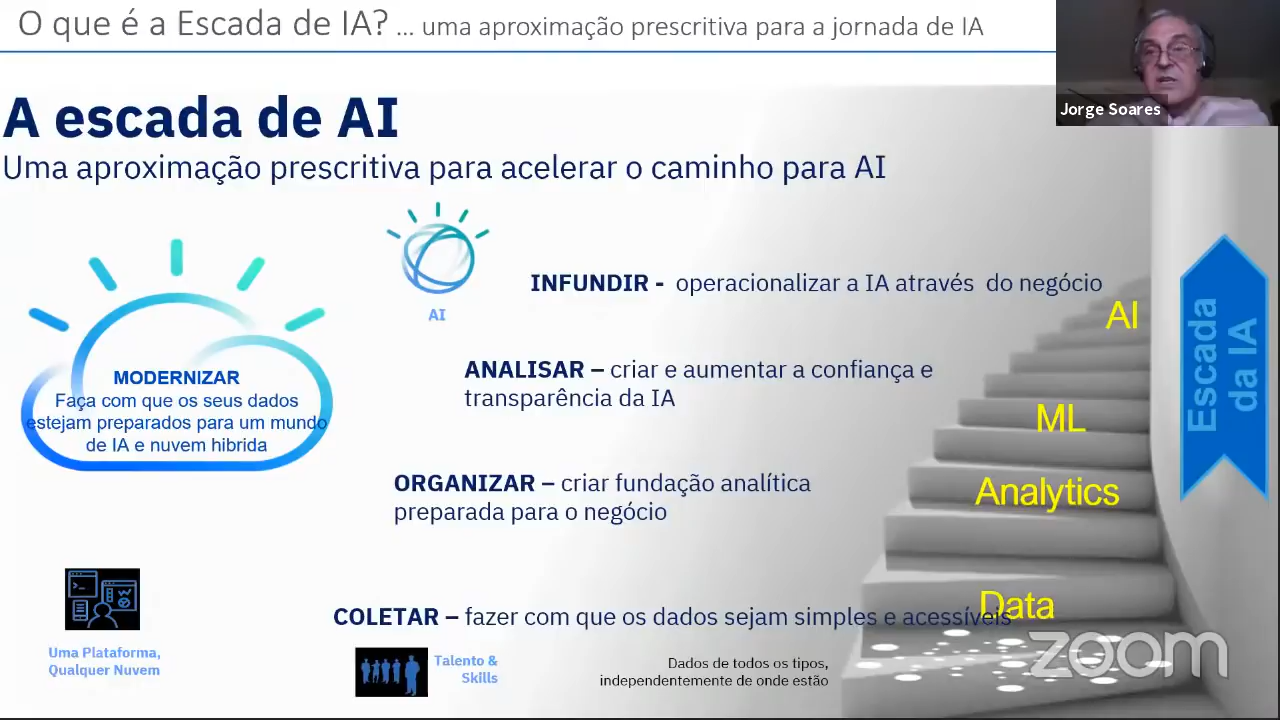 O que é a Escada de IA? ... uma aproximação prescritiva para a jornada de IA
Jorge Soares
A escada de AI
Uma aproximação prescritiva para acelerar o caminho para AI
AI
INFUNDIR - operacionalizar a IA através do negócio
AI
MODERNIZAR
Faça com que os seus dados
estejam preparados para um mundo
de IA e nuvem hibrida
ANALISAR – criar e aumentar a confiança e
transparência da IA
ML
Escada
da IA
ORGANIZAR – criar fundação analítica
preparada para o negócio
Analytics
COLETAR – fazer com que os dados sejam simples e acessíveis
Data
Uma Plataforma,
Qualquer Nuvem
Talento &
Skills
Dados de todos os tipos,
independentemente de onde estão
zoom